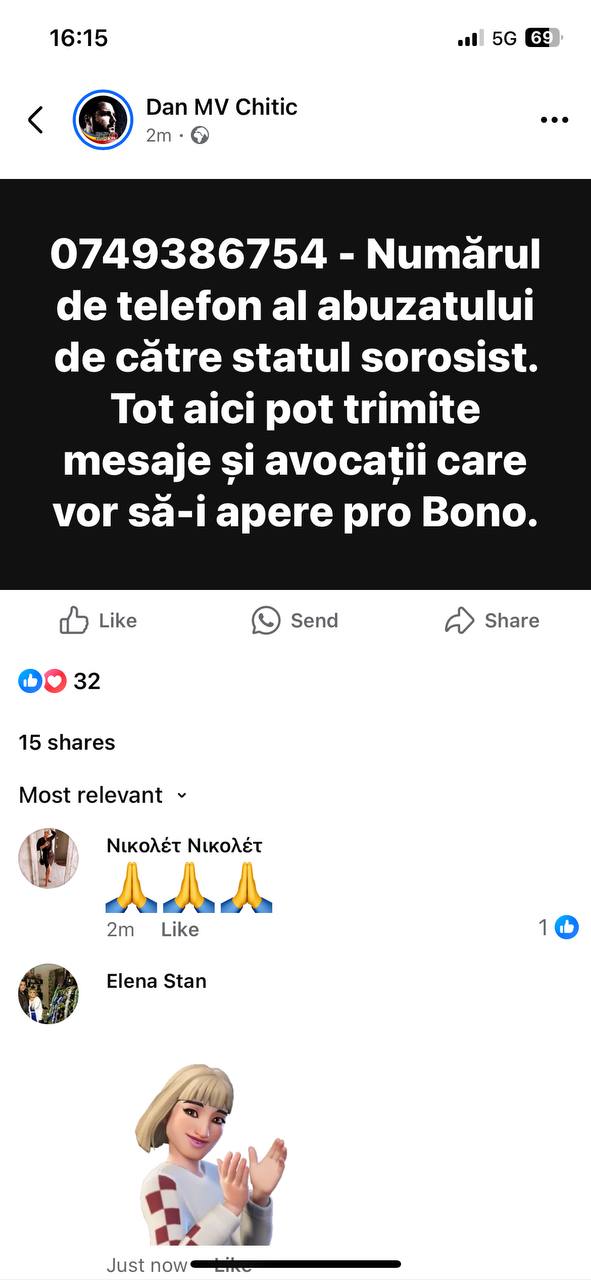 16:15
5G 69
Dan MV Chitic
2m ·
0749386754 - Numărul
de telefon al abuzatului
de către statul sorosist.
Tot aici pot trimite
mesaje și avocații care
vor să-i apere pro Bono.
Like Send Share
32
15 shares
Most relevant
Νικολέτ Νικολέτ
🙏🙏🙏
2m Like 1
Elena Stan
Just now Like